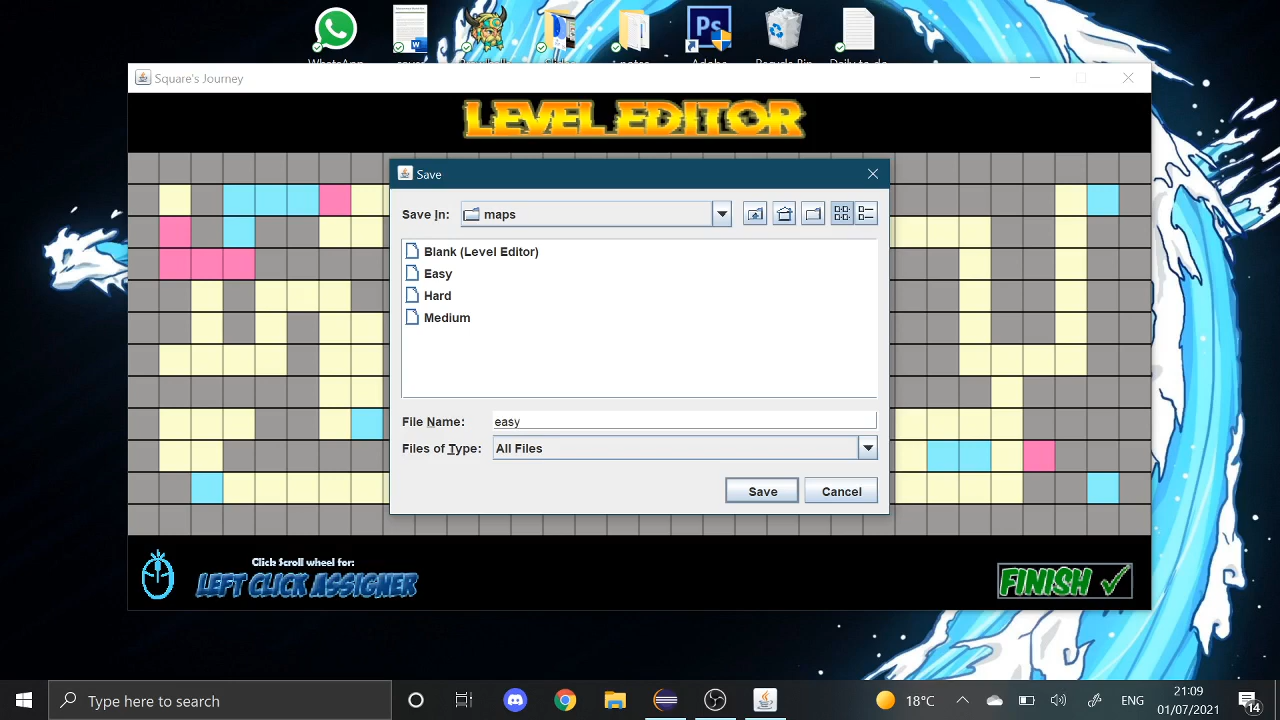 Square's Journey
LEVEL EDITOR
Save
Save In:
maps
Blank (Level Editor)
Easy
Hard
Medium
File Name:
easy
Files of Type:
All Files
Save
Cancel
Click Scroll wheel for:
LEFT CLICK ASSIGNER
FINISH
Type here to search
18°C
ENG
21:09
01/07/2021
14
Ps